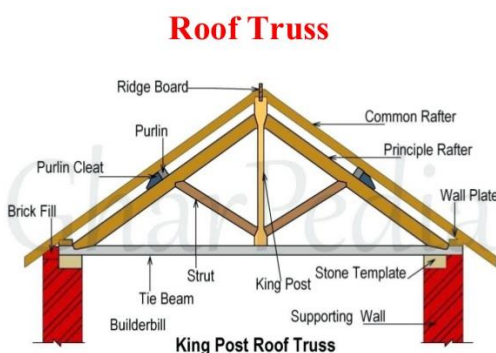 Roof Truss
Ridge Board
Common Rafter
Purlin
Principle Rafter
Purlin Cleat
Wall Plate
Brick Fill
GharPedia
Strut
King Post
Stone Template
Tie Beam
Builderbill
Supporting Wall
King Post Roof Truss